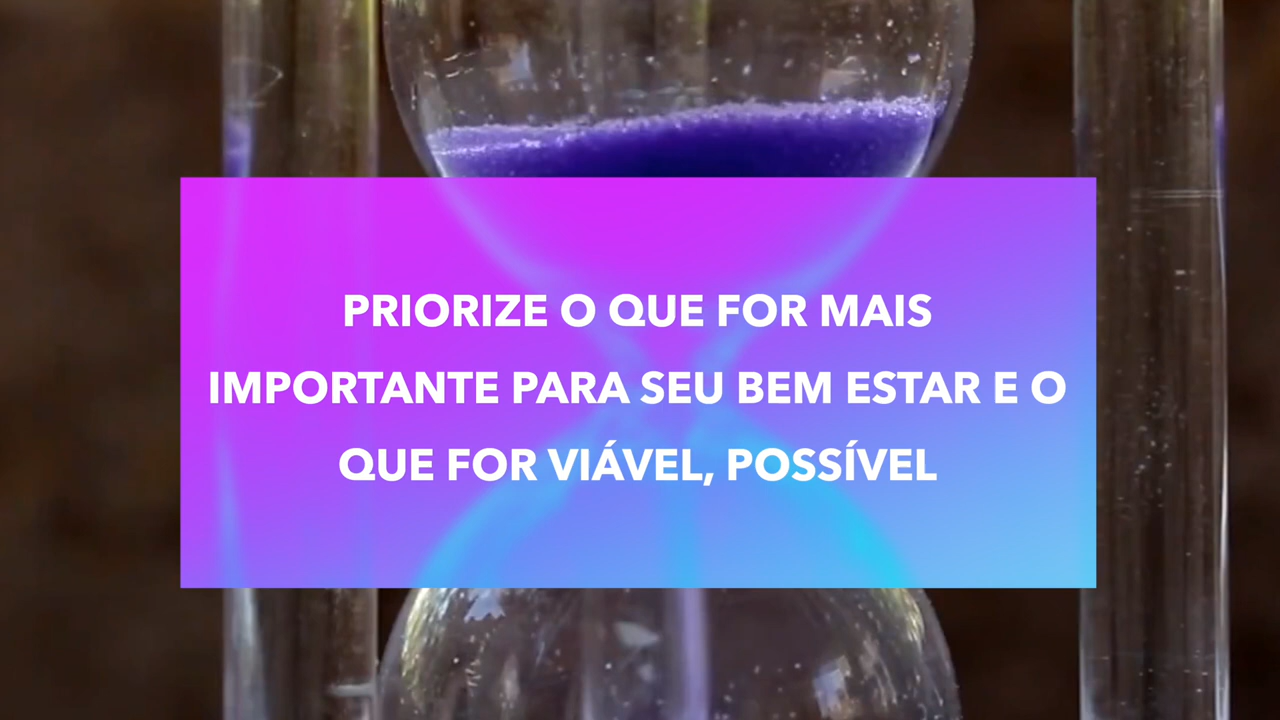 PRIORIZE O QUE FOR MAIS
IMPORTANTE PARA SEU BEM ESTAR E O
QUE FOR VIÁVEL, POSSÍVEL